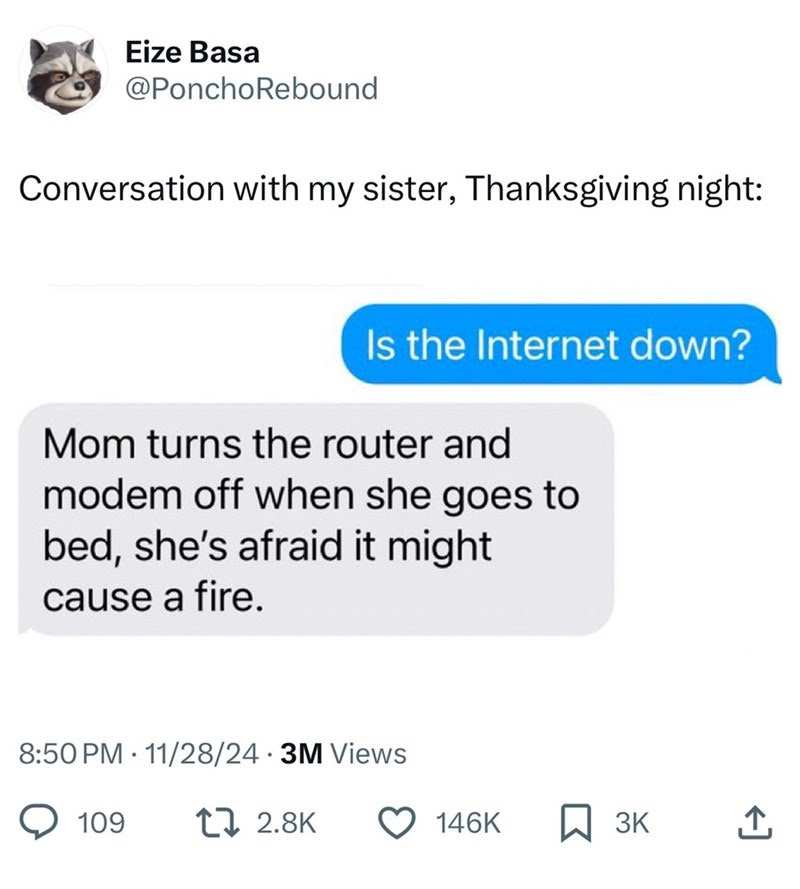 Eize Basa
@PonchoRebound
Conversation with my sister, Thanksgiving night:
Is the Internet down?
Mom turns the router and
modem off when she goes to
bed, she's afraid it might
cause a fire.
8:50 PM · 11/28/24 · 3M Views
109 2.8K 146K 3K